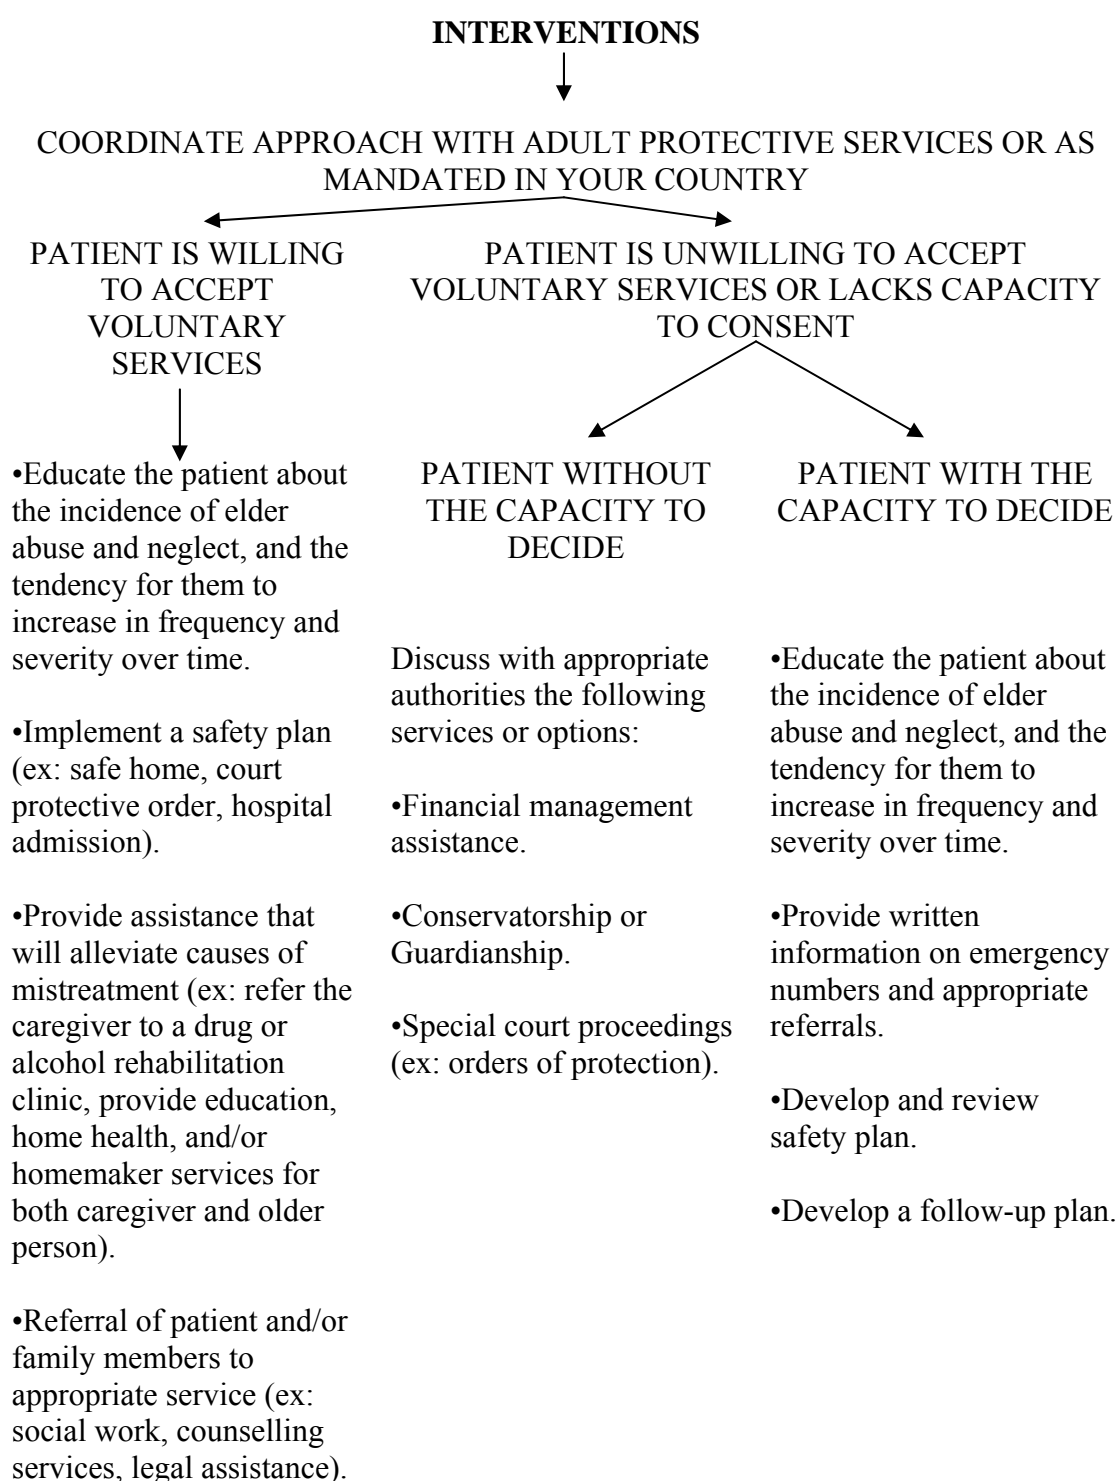 INTERVENTIONS
COORDINATE APPROACH WITH ADULT PROTECTIVE SERVICES OR AS
MANDATED IN YOUR COUNTRY
PATIENT IS WILLING
TO ACCEPT
VOLUNTARY
SERVICES
PATIENT IS UNWILLING TO ACCEPT
VOLUNTARY SERVICES OR LACKS CAPACITY
TO CONSENT
•Educate the patient about
the incidence of elder
abuse and neglect, and the
tendency for them to
increase in frequency and
severity over time.
•Implement a safety plan
(ex: safe home, court
protective order, hospital
admission).
•Provide assistance that
will alleviate causes of
mistreatment (ex: refer the
caregiver to a drug or
alcohol rehabilitation
clinic, provide education,
home health, and/or
homemaker services for
both caregiver and older
person).
•Referral of patient and/or
family members to
appropriate service (ex:
social work, counselling
services, legal assistance).
PATIENT WITHOUT
THE CAPACITY TO
DECIDE
Discuss with appropriate
authorities the following
services or options:
•Financial management
assistance.
•Conservatorship or
Guardianship.
•Special court proceedings
(ex: orders of protection).
PATIENT WITH THE
CAPACITY TO DECIDE
•Educate the patient about
the incidence of elder
abuse and neglect, and the
tendency for them to
increase in frequency and
severity over time.
•Provide written
information on emergency
numbers and appropriate
referrals.
•Develop and review
safety plan.
•Develop a follow-up plan.